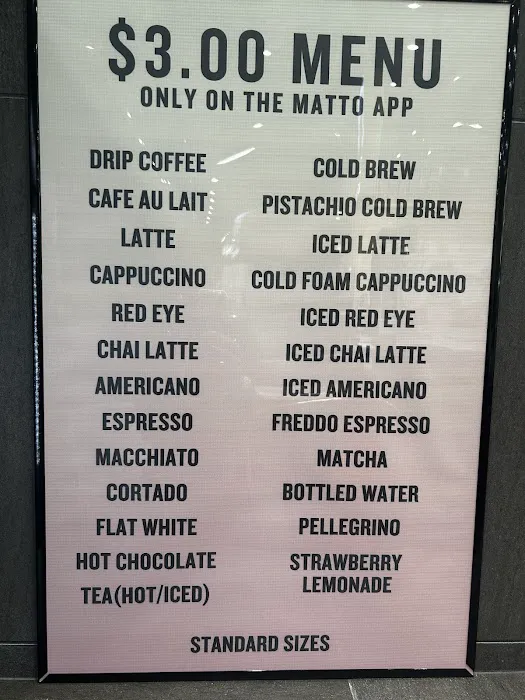 $3.00 MENU
ONLY ON THE MATTO APP
DRIP COFFEE
CAFE AU LAIT
LATTE
CAPPUCCINO
RED EYE
CHAI LATTE
AMERICANO
ESPRESSO
MACCHIATO
CORTADO
FLAT WHITE
HOT CHOCOLATE
TEA(HOT/ICED)
COLD BREW
PISTACHIO COLD BREW
ICED LATTE
COLD FOAM CAPPUCCINO
ICED RED EYE
ICED CHAI LATTE
ICED AMERICANO
FREDDO ESPRESSO
MATCHA
BOTTLED WATER
PELLEGRINO
STRAWBERRY
LEMONADE
STANDARD SIZES